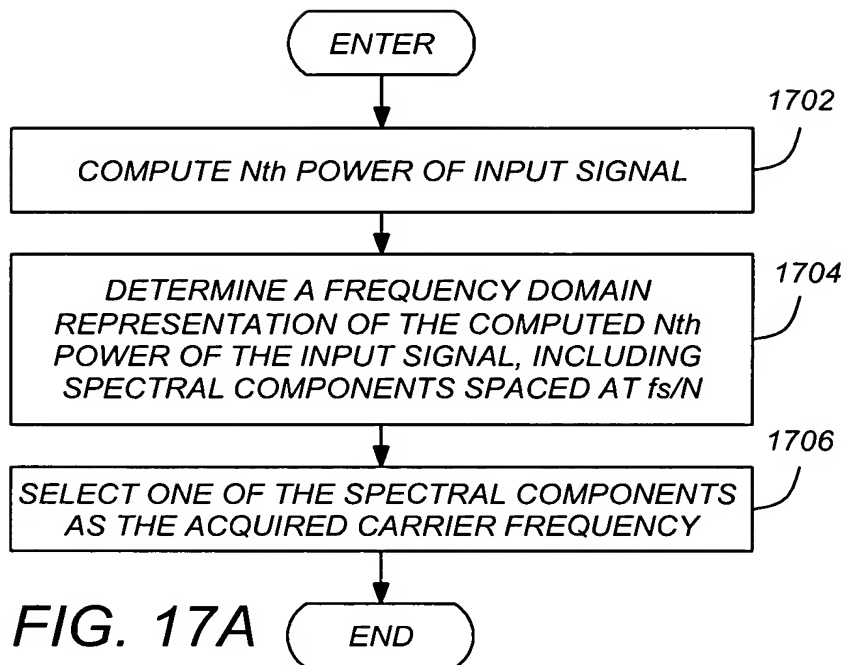 ENTER
1702
COMPUTE Nth POWER OF INPUT SIGNAL
1704
DETERMINE A FREQUENCY DOMAIN
REPRESENTATION OF THE COMPUTED Nth
POWER OF THE INPUT SIGNAL, INCLUDING
SPECTRAL COMPONENTS SPACED AT fs/N
1706
SELECT ONE OF THE SPECTRAL COMPONENTS
AS THE ACQUIRED CARRIER FREQUENCY
FIG. 17A
END